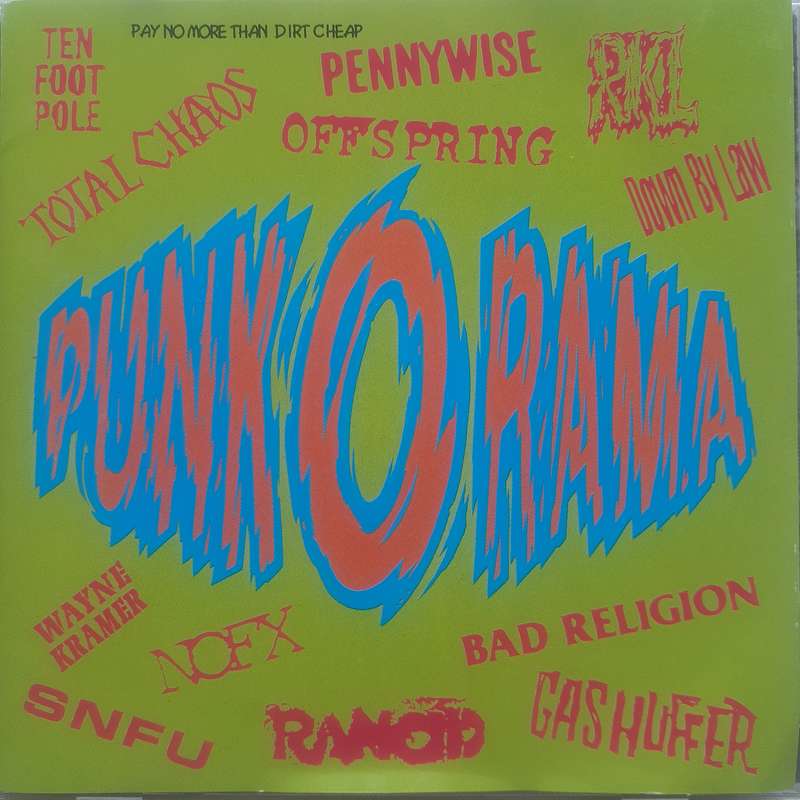 PAY NO MORE THAN DIRT CHEAP
TEN
FOOT
POLE
PENNYWISE
RKL
TOTAL CHAOS
OFFSPRING
DOWN BY LAW
PUNK O RAMA
WAYNE
KRAMER
NOFX
BAD RELIGION
SNFU
RANCID
GAS HUFFER